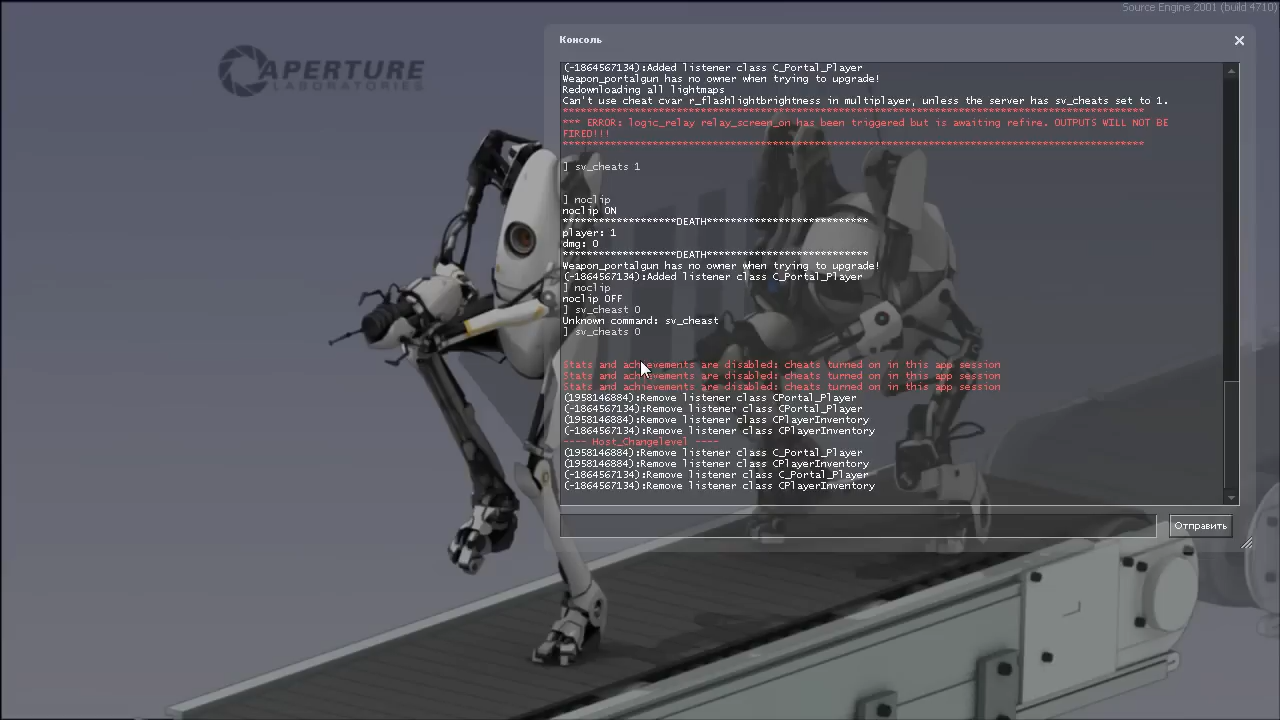 Source Engine 2001 (build 4710)
APERTURE
LABORATORIES
Консоль
(-1864567134):Added listener class C_Portal_Player
Weapon_portalgun has no owner when trying to upgrade!
Redownloading all lightmaps
Can't use cheat cvar r_flashlightbrightness in multiplayer, unless the server has sv_cheats set to 1.
*************************************************************************************************
*** ERROR: logic_relay relay_screen_on has been triggered but is awaiting refire. OUTPUTS WILL NOT BE
FIRED!!!
*************************************************************************************************
] sv_cheats 1
] noclip
noclip ON
*******************DEATH***************************
player: 1
dmg: 0
*******************DEATH***************************
Weapon_portalgun has no owner when trying to upgrade!
(-1864567134):Added listener class C_Portal_Player
] noclip
noclip OFF
] sv_cheast 0
Unknown command: sv_cheast
] sv_cheats 0
Stats and achievements are disabled: cheats turned on in this app session
Stats and achievements are disabled: cheats turned on in this app session
Stats and achievements are disabled: cheats turned on in this app session
(1958146884):Remove listener class CPortal_Player
(-1864567134):Remove listener class CPortal_Player
(1958146884):Remove listener class CPlayerInventory
(-1864567134):Remove listener class CPlayerInventory
---- Host_Changelevel ----
(1958146884):Remove listener class C_Portal_Player
(1958146884):Remove listener class CPlayerInventory
(-1864567134):Remove listener class C_Portal_Player
(-1864567134):Remove listener class CPlayerInventory
Отправить